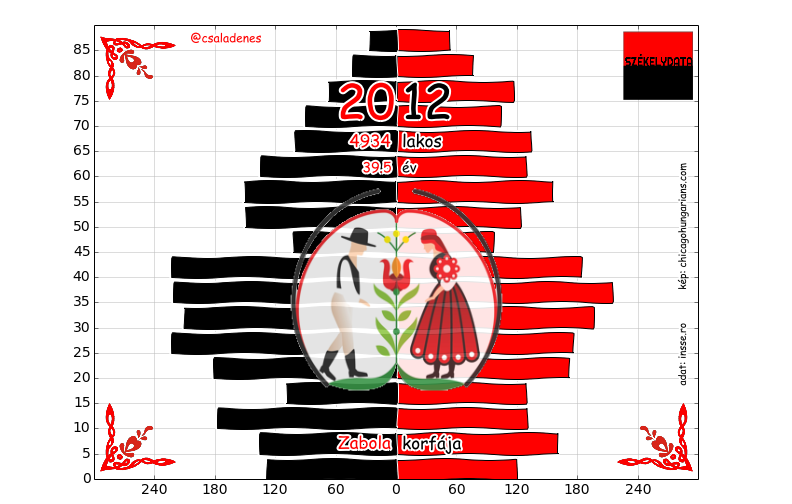 @csaladenes
SZÉKELYDATA
2012
4934 lakos
39.5 év
kép: chicagohungarians.com
adat: insse.ro
Zabola korfája
85
80
75
70
65
60
55
50
45
40
35
30
25
20
15
10
5
0
240 180 120 60 0 60 120 180 240